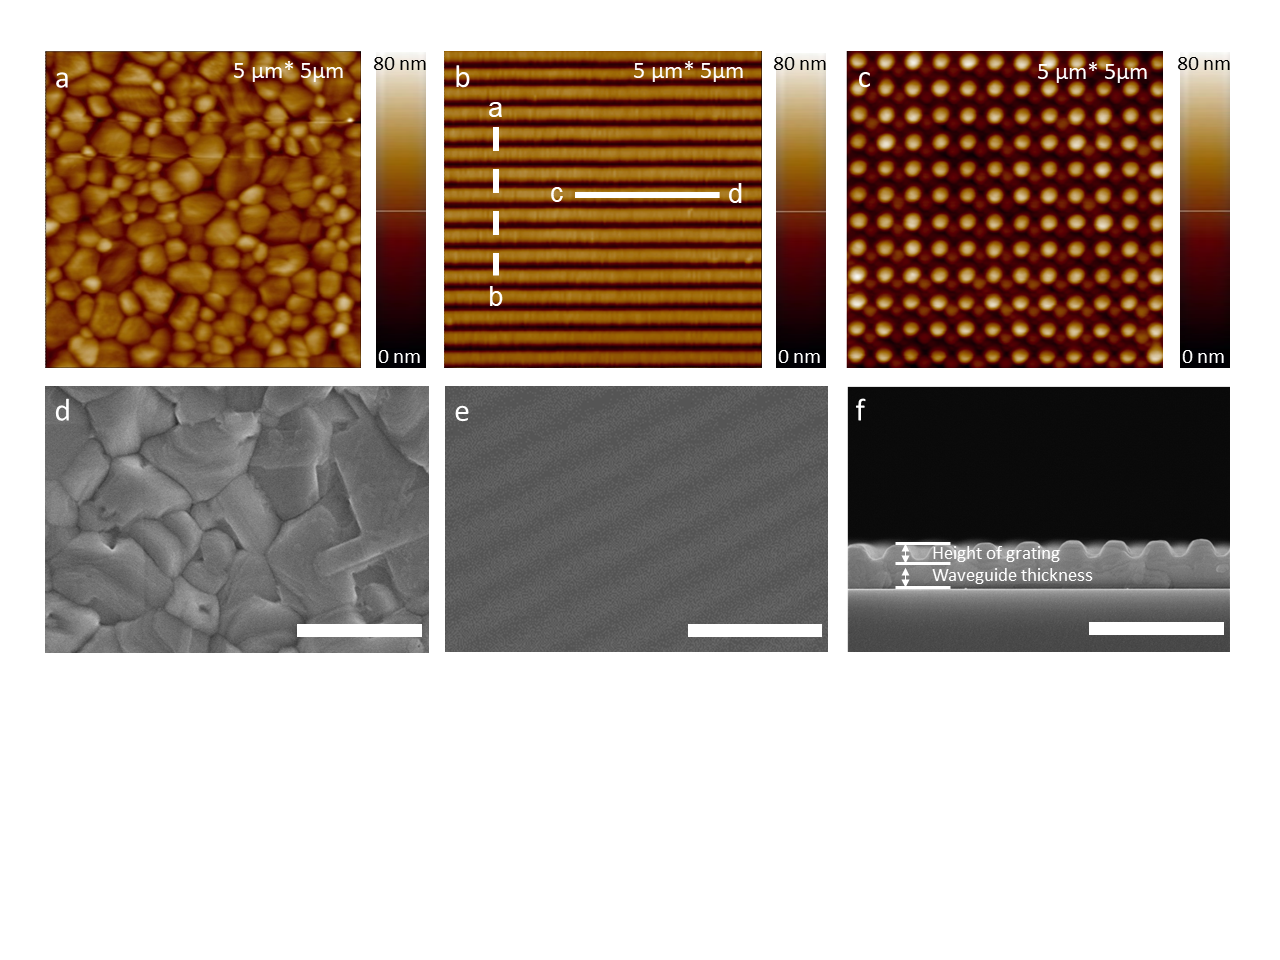 a
5 μm* 5μm
80 nm
0 nm
b
5 μm* 5μm
a
c
d
b
80 nm
0 nm
c
5 μm* 5μm
80 nm
0 nm
d
e
f
Height of grating
Waveguide thickness